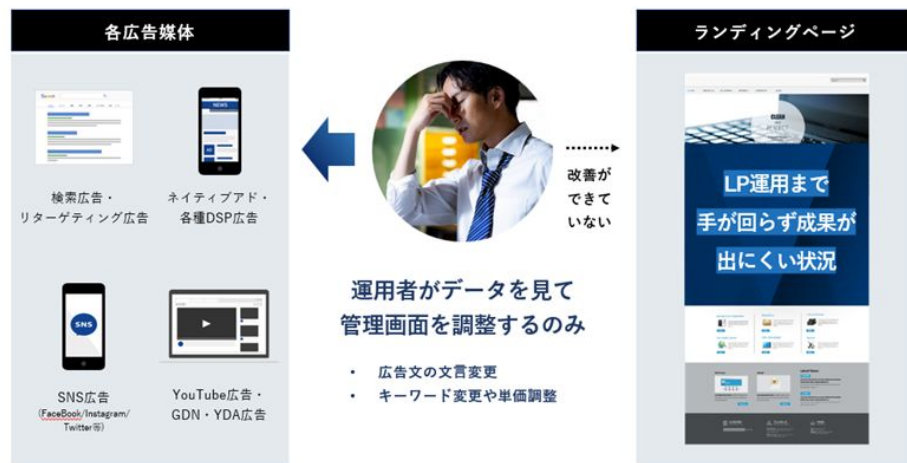 各広告媒体
検索広告・
リターゲティング広告
NEWS
ネイティブアド・
各種DSP広告
SNS
SNS広告
(FaceBook/Instagram/
Twitter等)
YouTube広告・
GDN・YDA広告
改善が
できて
いない
運用者がデータを見て
管理画面を調整するのみ
• 広告文の文言変更
• キーワード変更や単価調整
ランディングページ
CLEAN
PERFECT
LP運用まで
手が回らず成果が
出にくい状況